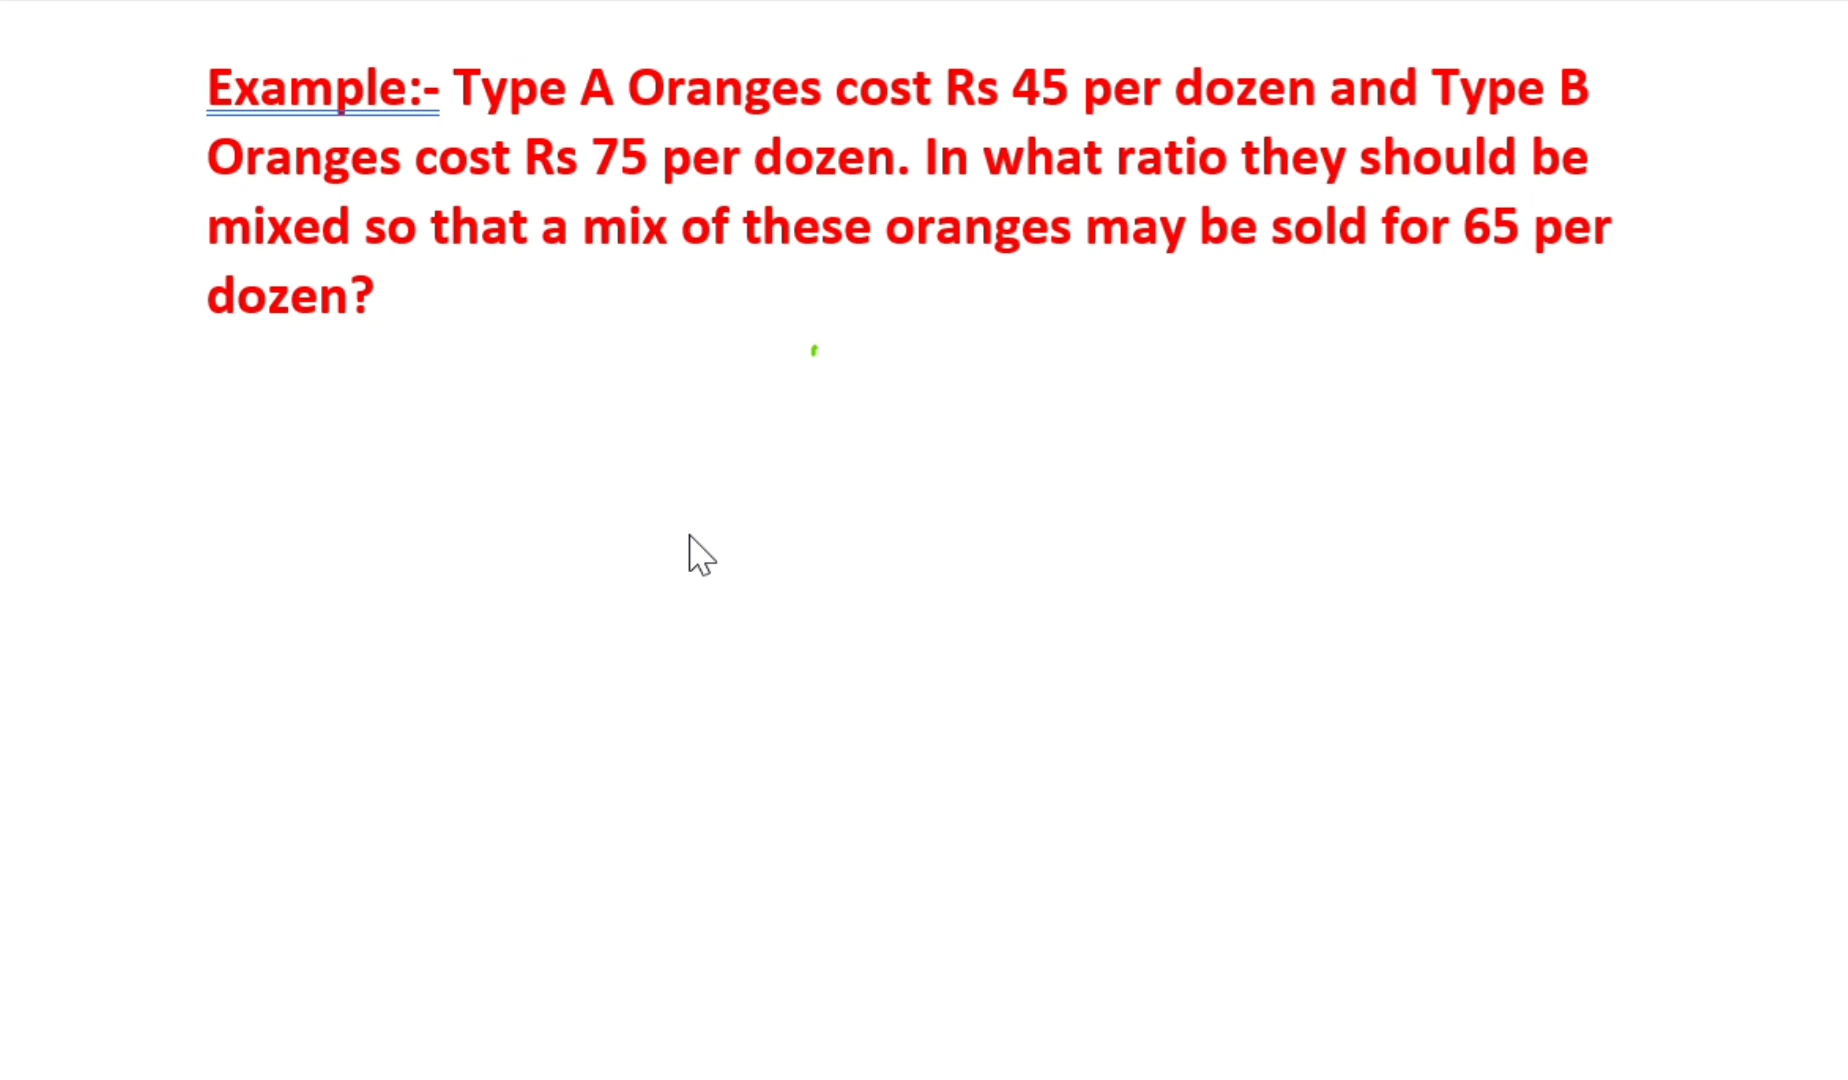 Example:- Type A Oranges cost Rs 45 per dozen and Type B
Oranges cost Rs 75 per dozen. In what ratio they should be
mixed so that a mix of these oranges may be sold for 65 per
dozen?